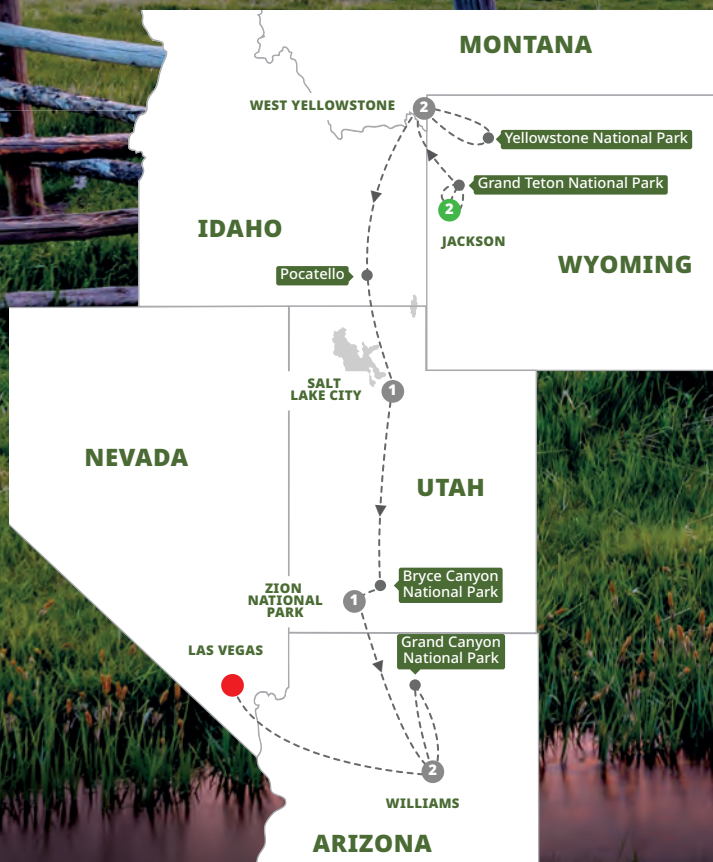 MONTANA
WEST YELLOWSTONE
2
Yellowstone National Park
Grand Teton National Park
2
JACKSON
IDAHO
WYOMING
Pocatello
SALT
LAKE CITY
1
NEVADA
UTAH
Bryce Canyon
National Park
ZION
NATIONAL
PARK
1
LAS VEGAS
Grand Canyon
National Park
2
WILLIAMS
ARIZONA